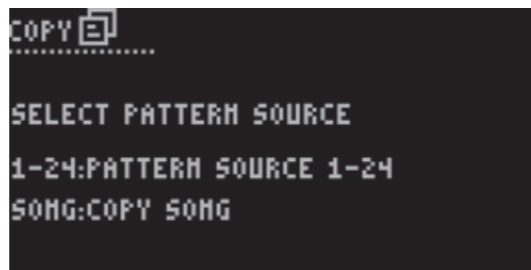 COPY
SELECT PATTERN SOURCE
1-24:PATTERN SOURCE 1-24
SONG:COPY SONG